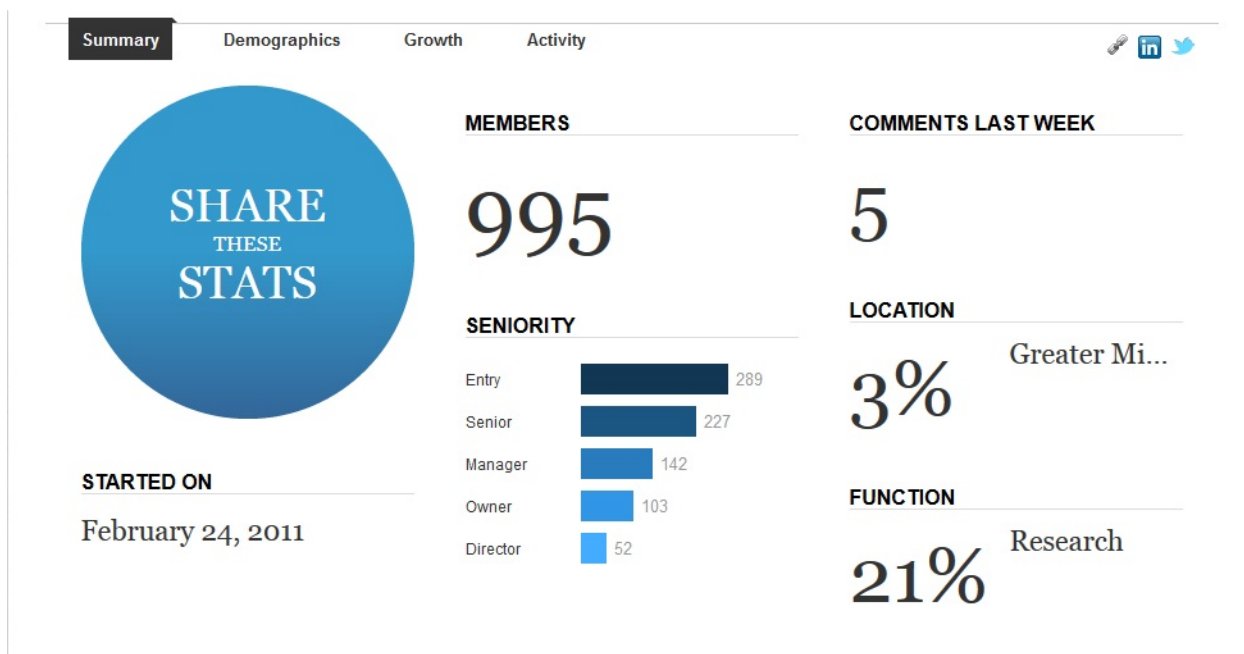 Summary
Demographics
Growth
Activity
in
SHARE
THESE
STATS
STARTED ON
February 24, 2011
MEMBERS
995
SENIORITY
Entry 289
Senior 227
Manager 142
Owner 103
Director 52
COMMENTS LAST WEEK
5
LOCATION
3% Greater Mi...
FUNCTION
21% Research